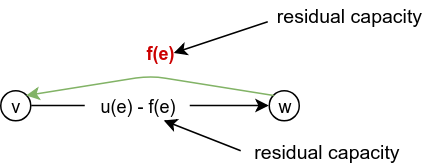 residual capacity
f(e)
v
u(e) - f(e)
w
residual capacity